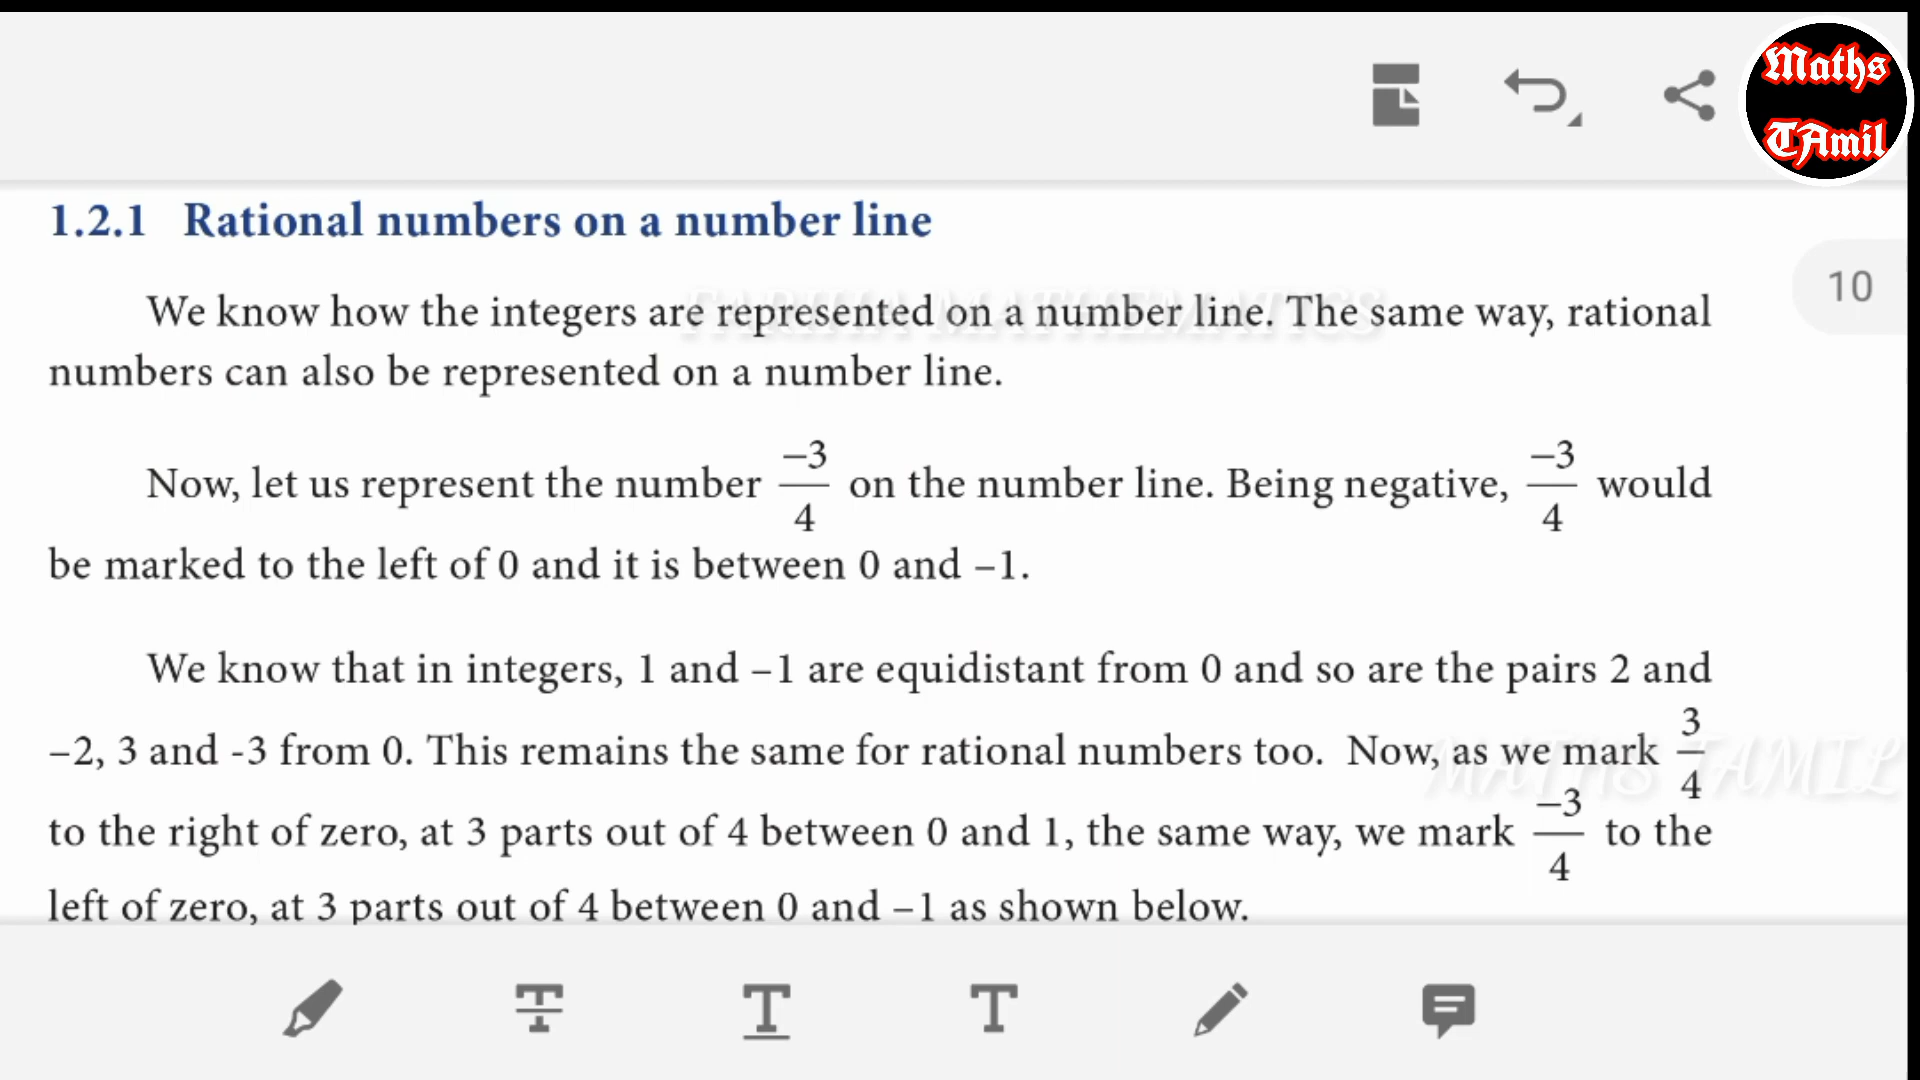 Maths
TAmil
1.2.1 Rational numbers on a number line
10
FARHA MATHEMATICS
We know how the integers are represented on a number line. The same way, rational
numbers can also be represented on a number line.
Now, let us represent the number −3/4 on the number line. Being negative, −3/4 would
be marked to the left of 0 and it is between 0 and −1.
We know that in integers, 1 and −1 are equidistant from 0 and so are the pairs 2 and
−2, 3 and -3 from 0. This remains the same for rational numbers too. Now, as we mark 3/4
MATHS TAMIL
to the right of zero, at 3 parts out of 4 between 0 and 1, the same way, we mark −3/4 to the
left of zero, at 3 parts out of 4 between 0 and −1 as shown below.